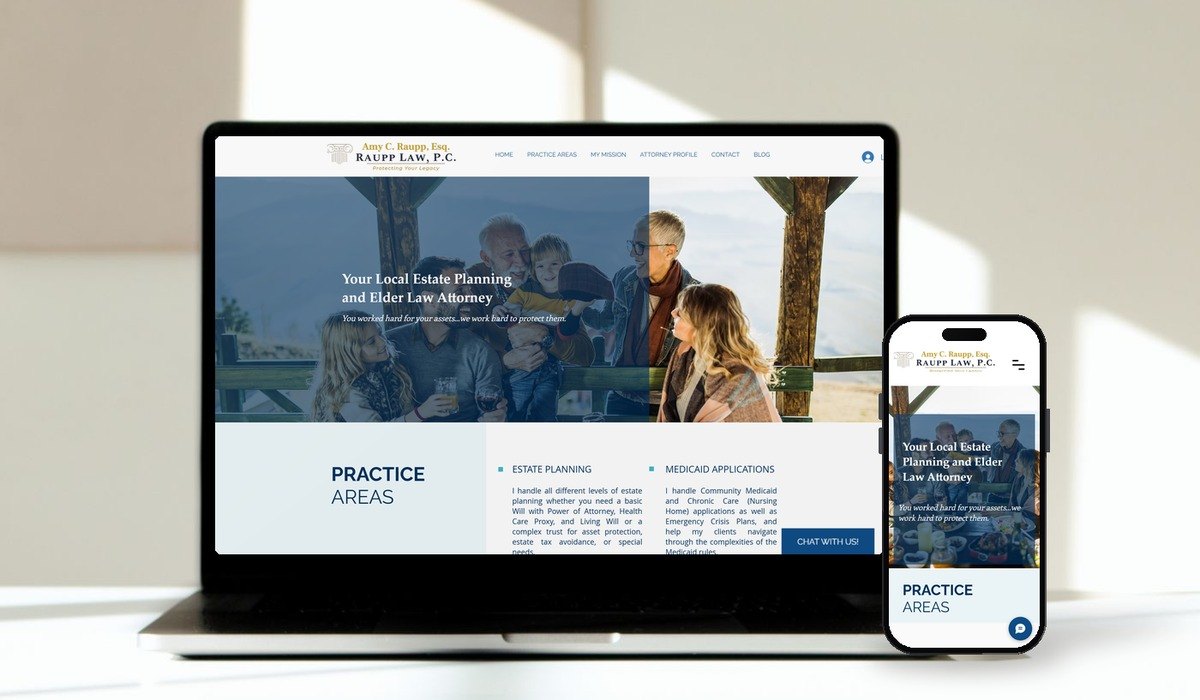 Amy C. Raupp, Esq.
RAUPP LAW, P.C.
Protecting Your Legacy
HOME PRACTICE AREAS MY MISSION ATTORNEY PROFILE CONTACT BLOG
Your Local Estate Planning
and Elder Law Attorney
You worked hard for your assets...we work hard to protect them.
PRACTICE
AREAS
ESTATE PLANNING
I handle all different levels of estate
planning whether you need a basic
Will with Power of Attorney, Health
Care Proxy, and Living Will or a
complex trust for asset protection,
estate tax avoidance, or special
needs.
MEDICAID APPLICATIONS
I handle Community Medicaid
and Chronic Care (Nursing
Home) applications as well as
Emergency Crisis Plans, and
help my clients navigate
through the complexities of the
Medicaid rules.
CHAT WITH US!
Amy C. Raupp, Esq.
RAUPP LAW, P.C.
Your Local Estate
Planning and Elder
Law Attorney
You worked hard for your assets...we
work hard to protect them.
PRACTICE
AREAS